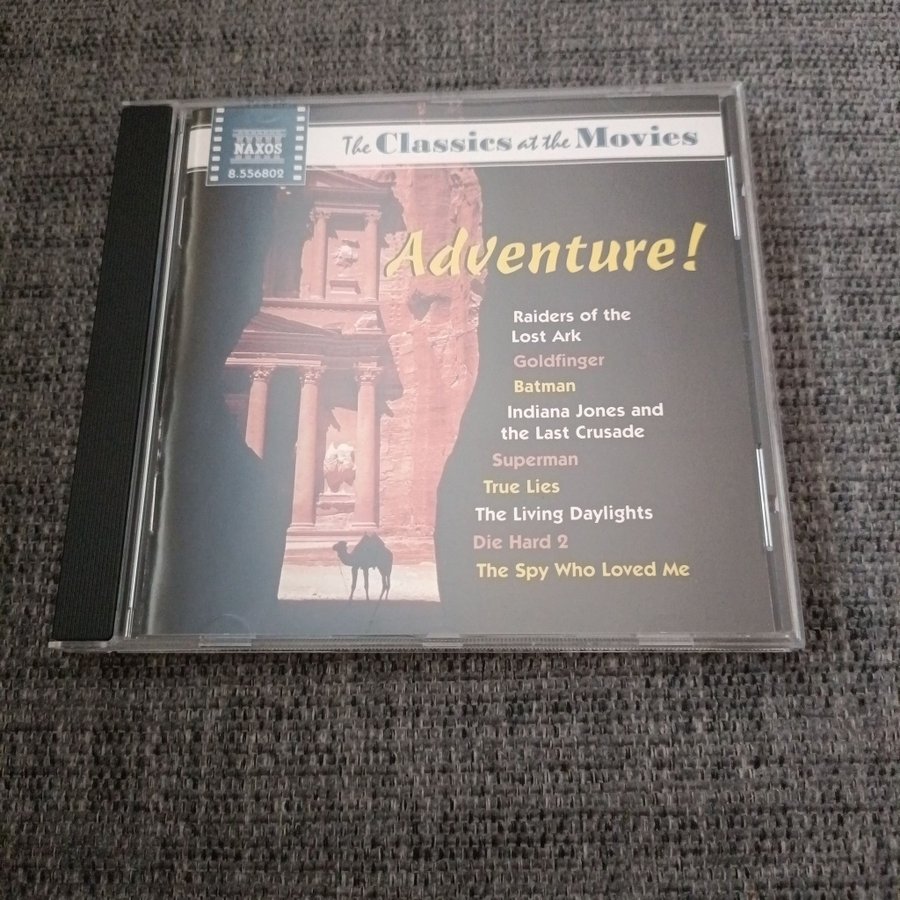 NAXOS
8.556802
The Classics at the Movies
Adventure!
Raiders of the
Lost Ark
Goldfinger
Batman
Indiana Jones and
the Last Crusade
Superman
True Lies
The Living Daylights
Die Hard 2
The Spy Who Loved Me